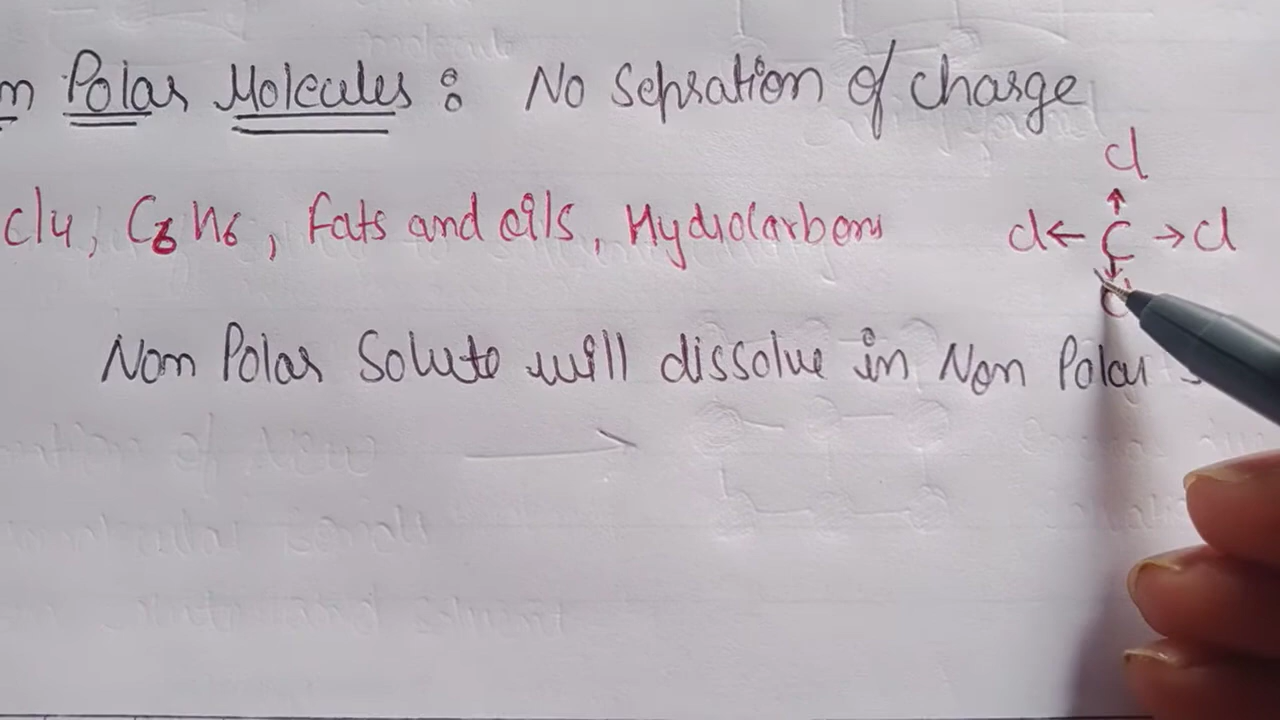 n Polar Molecules : No Sepration of charge
Cl
Cl4, C6H6, Fats and oils, Hydrocarbons Cl ← C → Cl
Non Polar Solute will dissolve in Non Polar